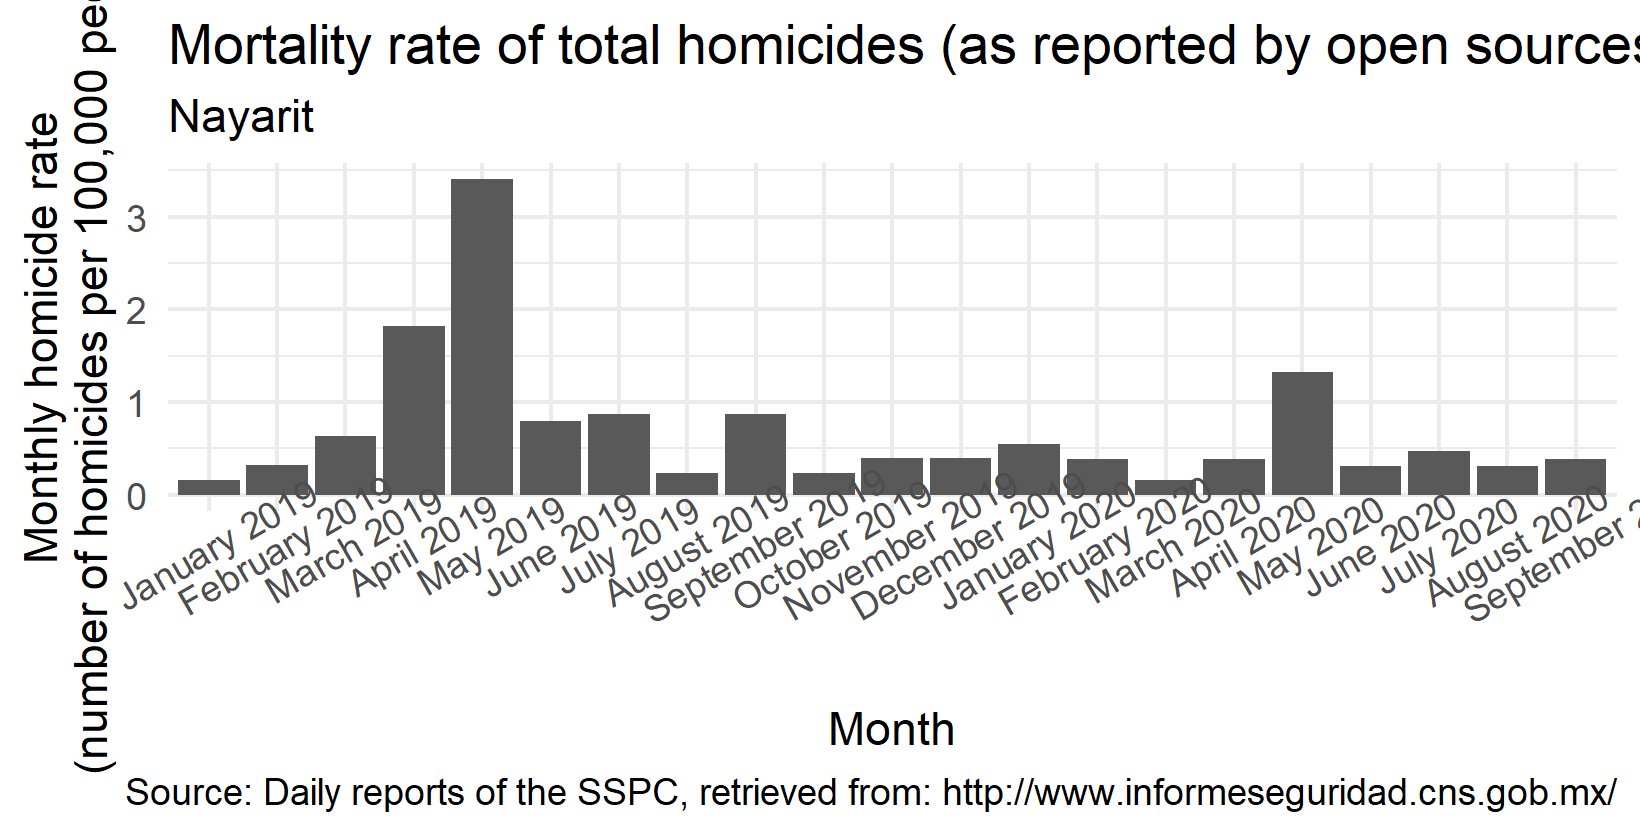 Mortality rate of total homicides (as reported by open sources
Nayarit
Monthly homicide rate
(number of homicides per 100,000
3
2
1
0
January 2019
February 2019
March 2019
April 2019
May 2019
June 2019
July 2019
August 2019
September 2019
October 2019
November 2019
December 2019
January 2020
February 2020
March 2020
April 2020
May 2020
June 2020
July 2020
August 2020
September
Month
Source: Daily reports of the SSPC, retrieved from: http://www.informeseguridad.cns.gob.mx/